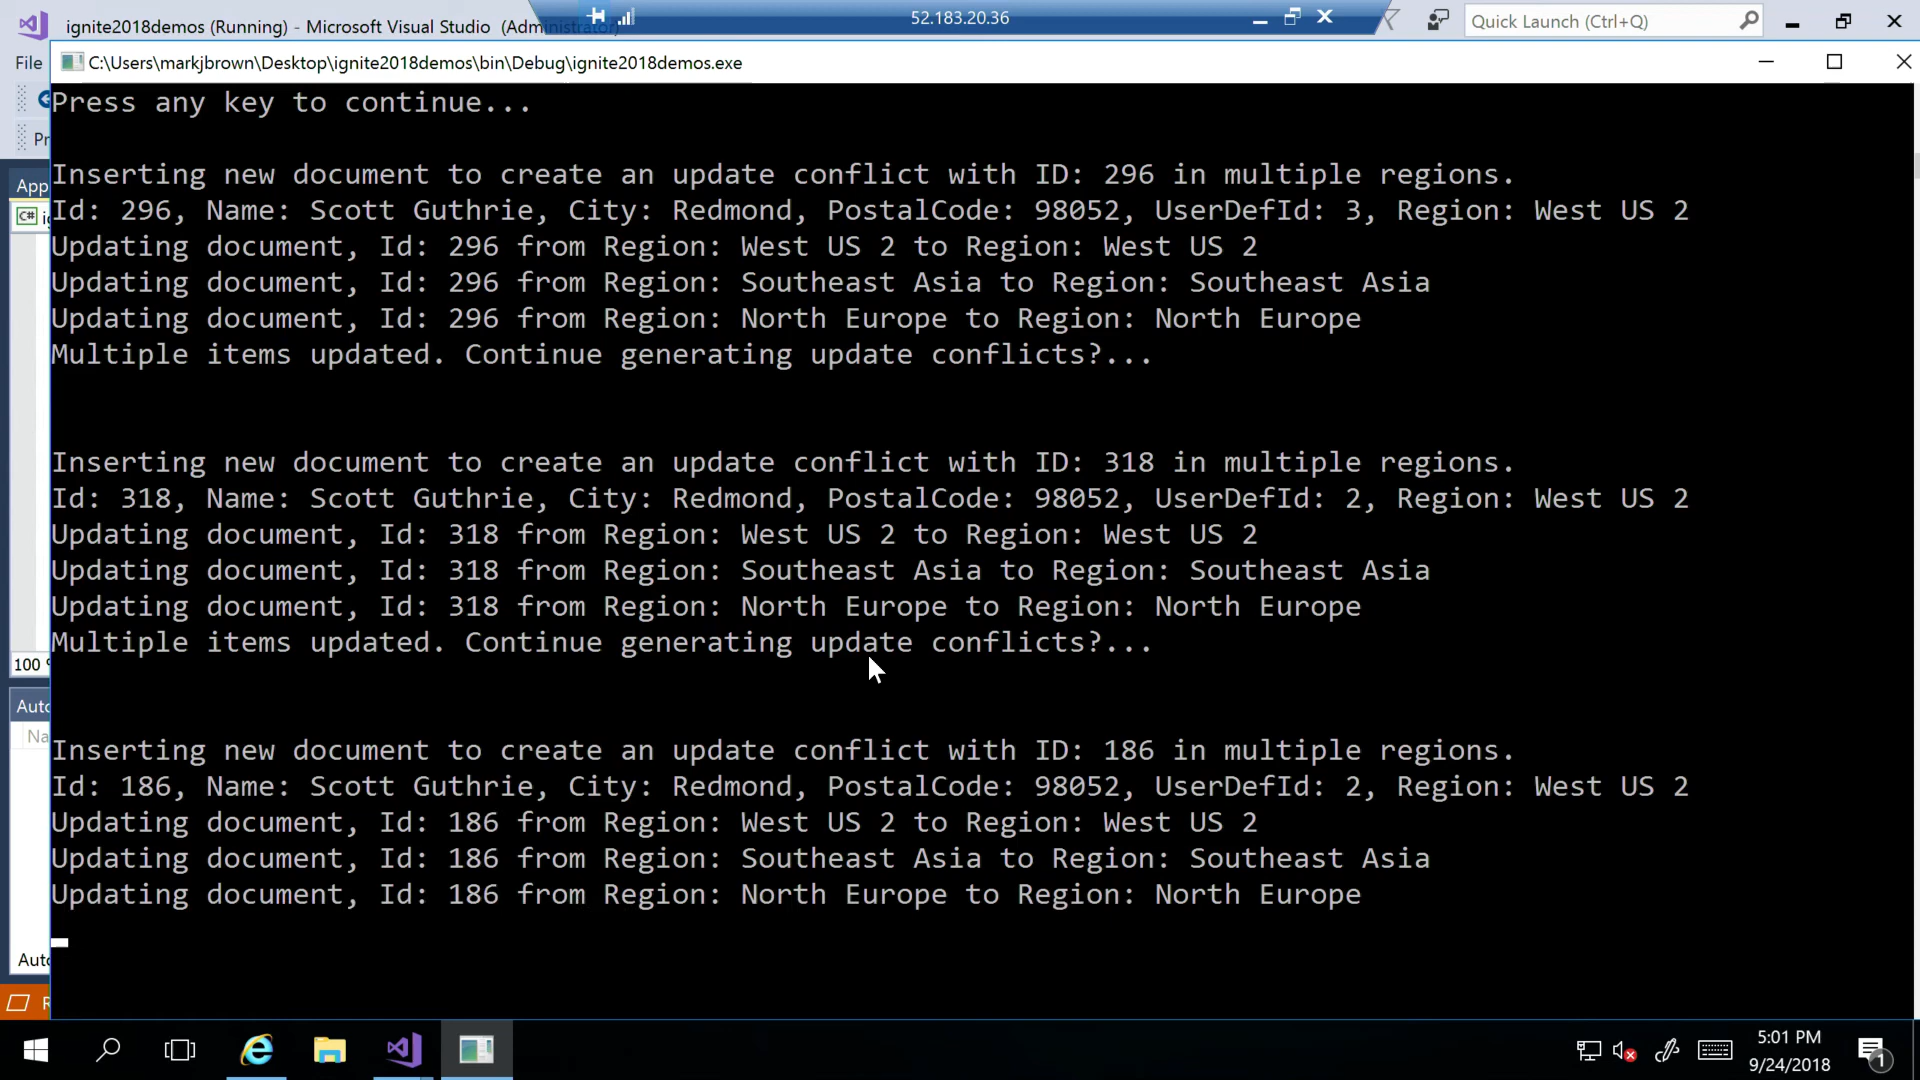 ignite2018demos (Running) - Microsoft Visual Studio (Administrator)
52.183.20.36
Quick Launch (Ctrl+Q)
File
C:\Users\markjbrown\Desktop\ignite2018demos\bin\Debug\ignite2018demos.exe
Press any key to continue...
Pr
Inserting new document to create an update conflict with ID: 296 in multiple regions.
App
Id: 296, Name: Scott Guthrie, City: Redmond, PostalCode: 98052, UserDefId: 3, Region: West US 2
C# ig
Updating document, Id: 296 from Region: West US 2 to Region: West US 2
Updating document, Id: 296 from Region: Southeast Asia to Region: Southeast Asia
Updating document, Id: 296 from Region: North Europe to Region: North Europe
Multiple items updated. Continue generating update conflicts?...
Inserting new document to create an update conflict with ID: 318 in multiple regions.
Id: 318, Name: Scott Guthrie, City: Redmond, PostalCode: 98052, UserDefId: 2, Region: West US 2
Updating document, Id: 318 from Region: West US 2 to Region: West US 2
Updating document, Id: 318 from Region: Southeast Asia to Region: Southeast Asia
Updating document, Id: 318 from Region: North Europe to Region: North Europe
Multiple items updated. Continue generating update conflicts?...
100 %
Auto
Na
Inserting new document to create an update conflict with ID: 186 in multiple regions.
Id: 186, Name: Scott Guthrie, City: Redmond, PostalCode: 98052, UserDefId: 2, Region: West US 2
Updating document, Id: 186 from Region: West US 2 to Region: West US 2
Updating document, Id: 186 from Region: Southeast Asia to Region: Southeast Asia
Updating document, Id: 186 from Region: North Europe to Region: North Europe
Auto
R
5:01 PM
9/24/2018
1